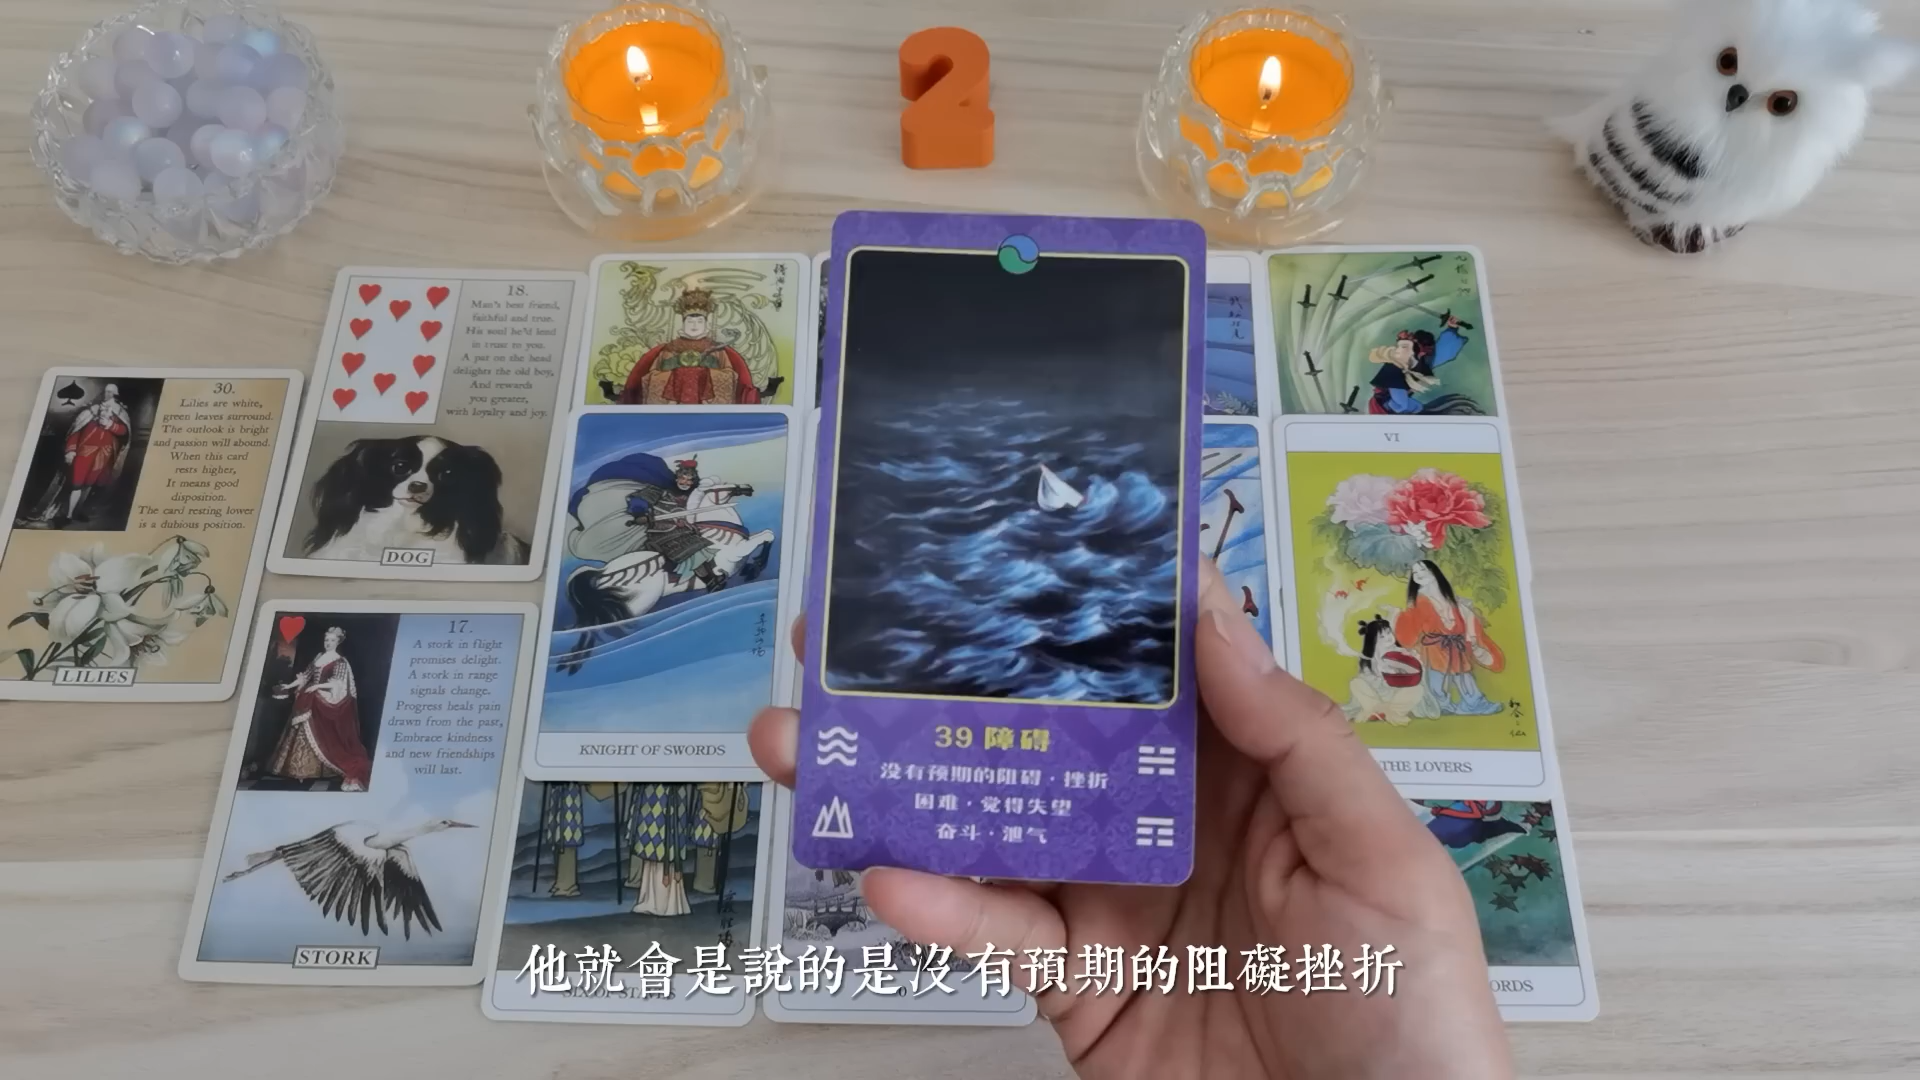 2
18.
Man's best friend,
faithful and true.
His soul he'd lend
in trust to you.
A pat on the head
delights the old boy,
And rewards
you greater,
with loyalty and joy.
DOG
30.
Lilies are white,
green leaves surround.
The outlook is bright
and passion will abound.
When this card
rests higher,
It means good
disposition.
The card resting lower
is a dubious position.
LILIES
17.
A stork in flight
promises delight.
A stork in range
signals change.
Progress heals pain
drawn from the past,
Embrace kindness
and new friendships
will last.
STORK
KNIGHT OF SWORDS
VI
THE LOVERS
39 障碍
没有预期的阻碍·挫折
困难·觉得失望
奋斗·泄气
0
ORDS
他就會是說的是沒有預期的阻礙挫折